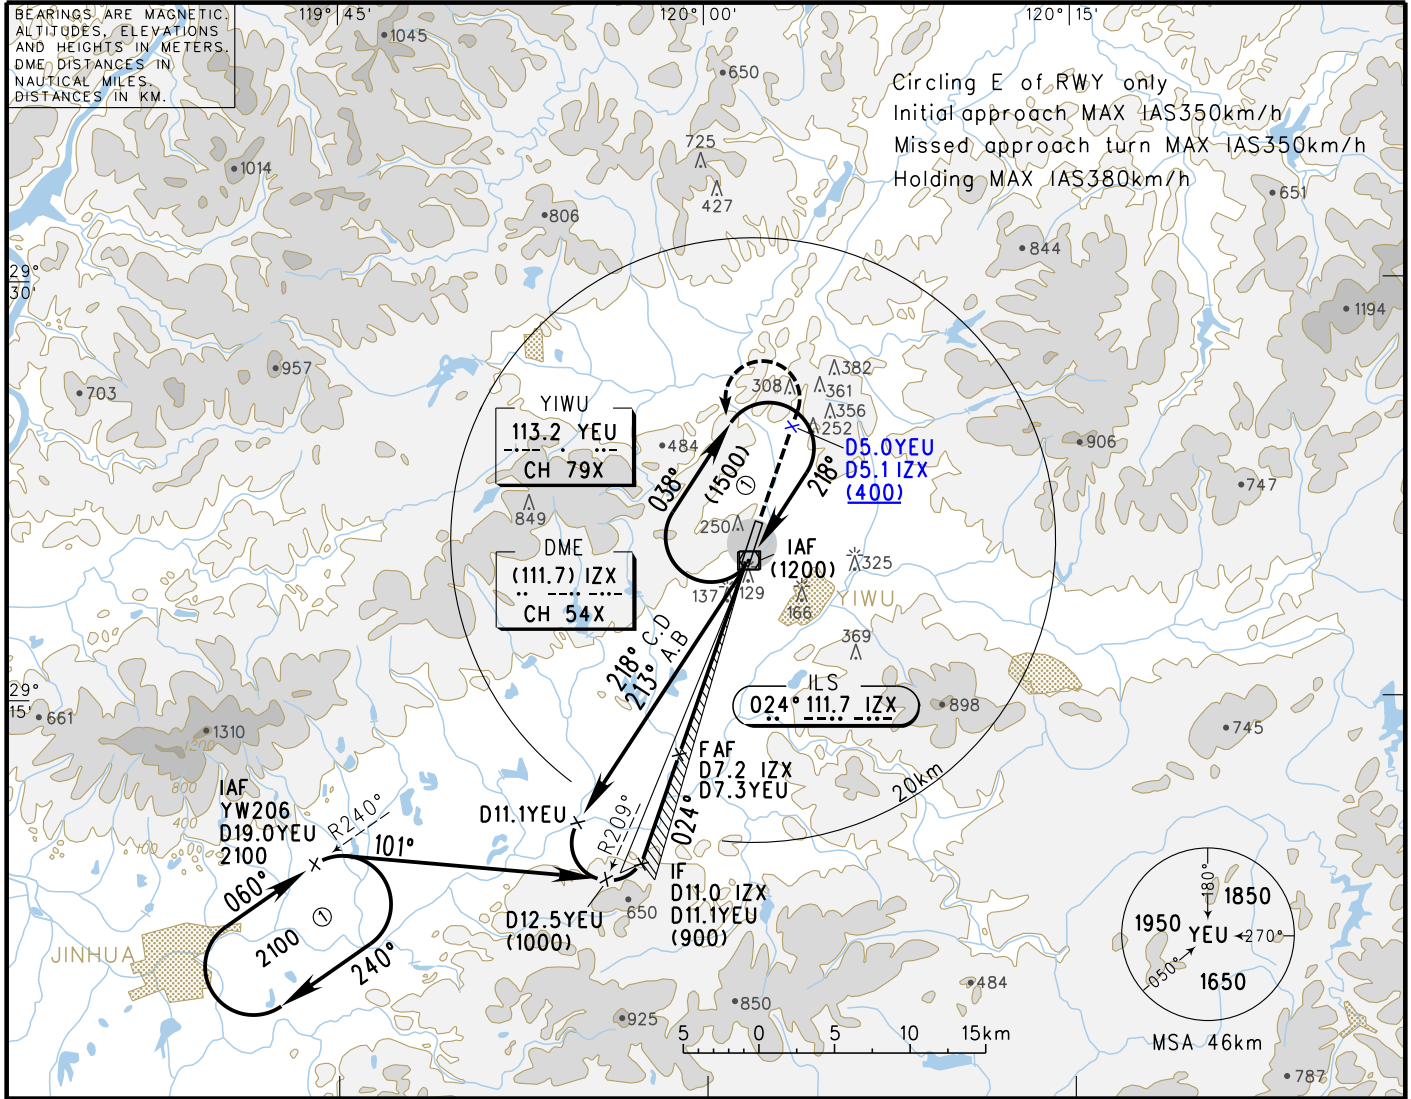 BEARINGS ARE MAGNETIC.
ALTITUDES, ELEVATIONS
AND HEIGHTS IN METERS.
DME DISTANCES IN
NAUTICAL MILES.
DISTANCES IN KM.
119° 45'
120° 00'
120° 15'
1045
650
Circling E of RWY only
Initial approach MAX IAS350km/h
Missed approach turn MAX IAS350km/h
Holding MAX IAS380km/h
725
427
1014
806
651
844
29°
30'
1194
957
703
382
308
361
356
252
YIWU
113.2 YEU
CH 79X
484
906
D5.0YEU
D5.1 IZX
(400)
038°
(1500)
①
218°
747
849
250
DME
(111.7) IZX
CH 54X
IAF
(1200)
325
137
129
166
YIWU
369
218° C.D
213° A.B
ILS
024° 111.7 IZX
29°
15'
661
1310
1200
898
745
FAF
D7.2 IZX
D7.3YEU
20km
800
400
100
IAF
YW206
D19.0YEU
2100
R240°
101°
D11.1YEU
R209°
024°
IF
D11.0 IZX
D11.1YEU
(900)
650
D12.5YEU
(1000)
060°
2100
①
240°
JINHUA
180°
1850
1950
YEU
270°
050°
1650
MSA 46km
484
850
925
5 0 5 10 15km
787